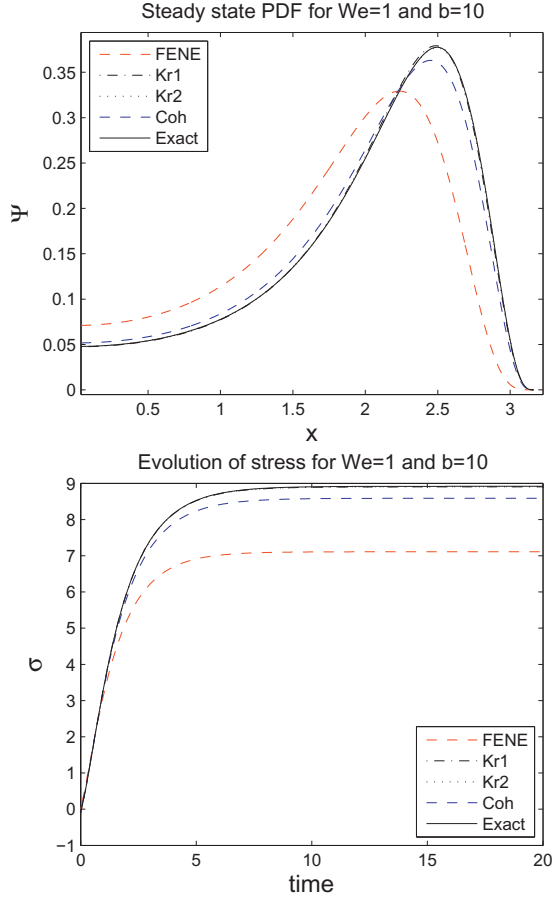 Steady state PDF for We=1 and b=10
0.35
0.3
0.25
0.2
0.15
0.1
0.05
0
Ψ
FENE
Kr1
Kr2
Coh
Exact
0.5
1
1.5
2
2.5
3
x
Evolution of stress for We=1 and b=10
9
8
7
6
5
4
3
2
1
0
−1
σ
FENE
Kr1
Kr2
Coh
Exact
0
5
10
15
20
time